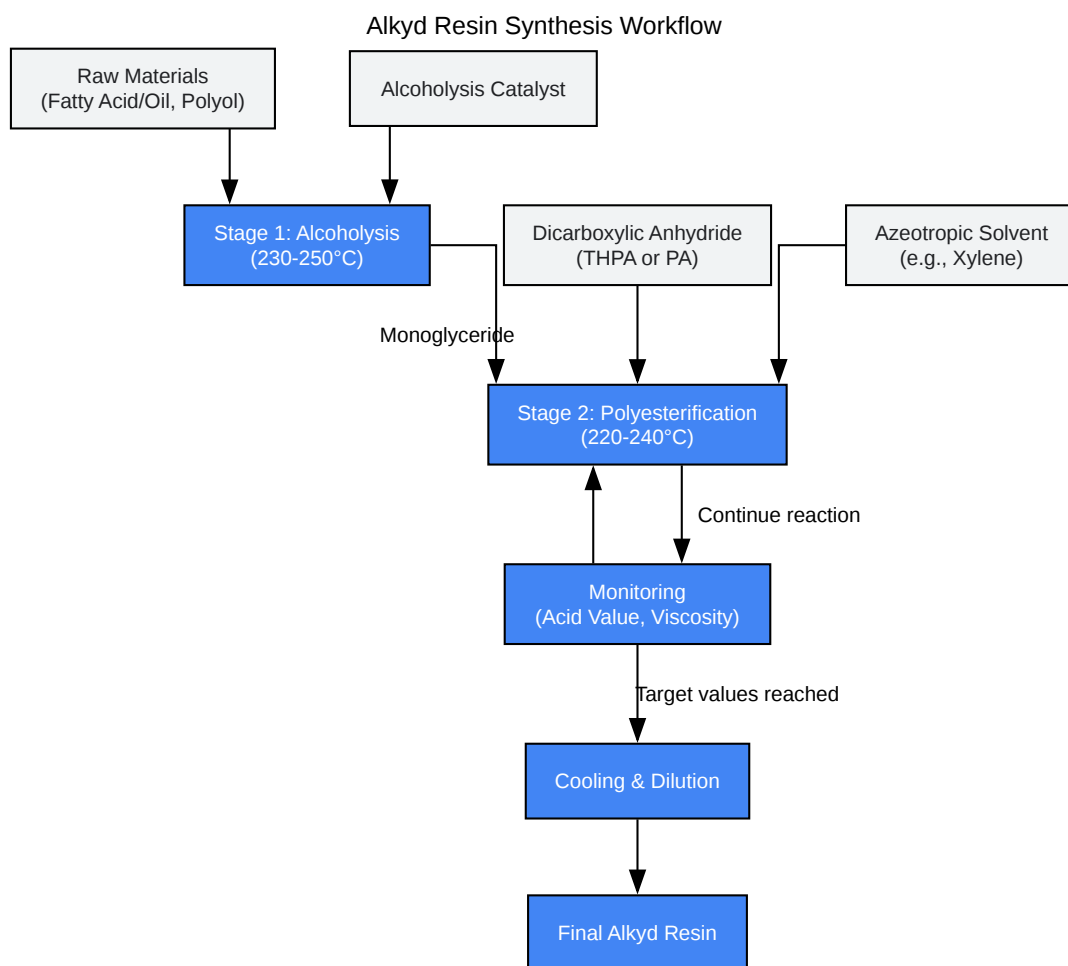 Alkyd Resin Synthesis Workflow
Raw Materials
(Fatty Acid/Oil, Polyol)
Alcoholysis Catalyst
Stage 1: Alcoholysis
(230-250°C)
Dicarboxylic Anhydride
(THPA or PA)
Azeotropic Solvent
(e.g., Xylene)
Monoglyceride
Stage 2: Polyesterification
(220-240°C)
Continue reaction
Monitoring
(Acid Value, Viscosity)
Target values reached
Cooling & Dilution
Final Alkyd Resin